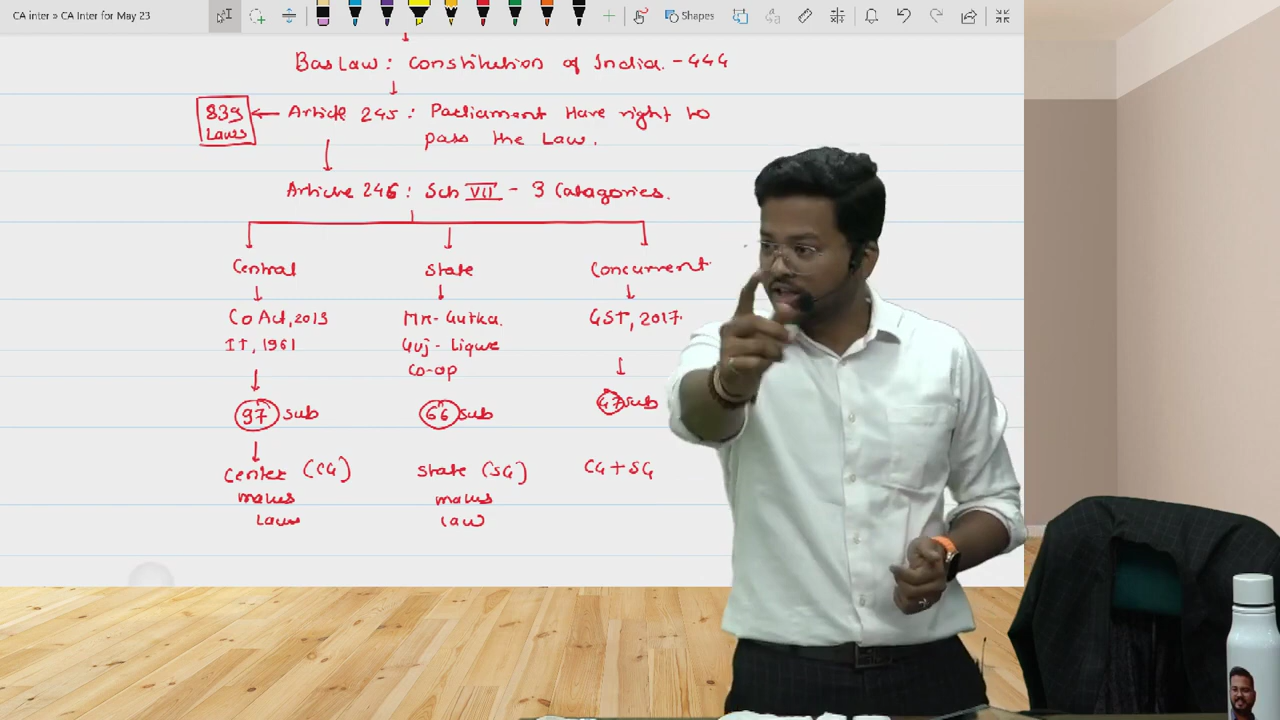 CA inter » CA Inter for May 23
Shapes
Bas Law : Constitution of India. - 444
839 Laws ← Article 245 : Parliament Have right to
pass the Law.
Article 246 : Sch VII - 3 Catagories.
Central State Concurrent
Co Act, 2013 MH - Gutka. GST, 2017
IT, 1961 Guj - Lique
Co-op
97 sub 66 sub 47 sub
Center (CG) State (SG) CG + SG
makes makes
Laws Law